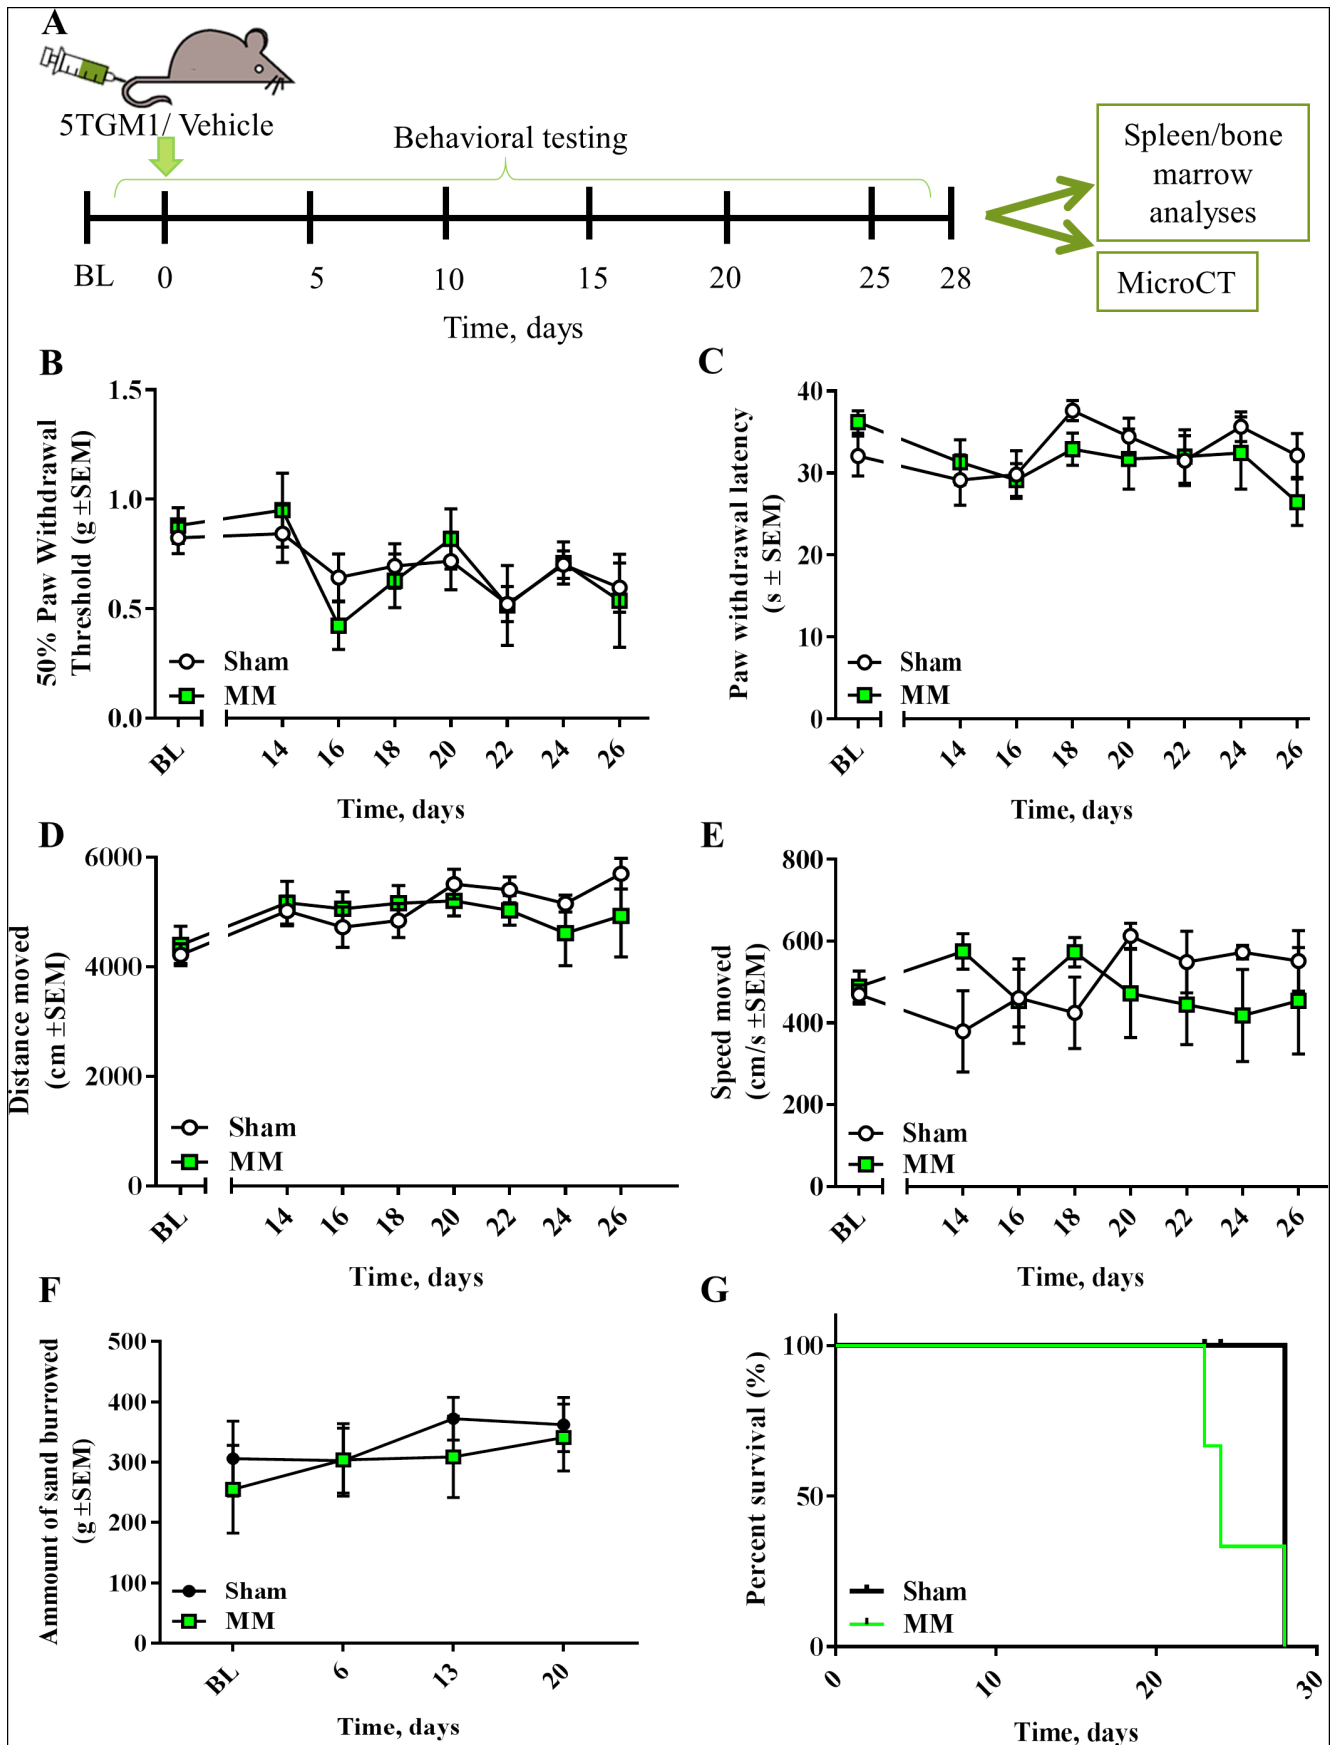 A
5TGM1/ Vehicle
Behavioral testing
Spleen/bone
marrow
analyses
MicroCT
BL 0 5 10 15 20 25 28
Time, days
B
50% Paw Withdrawal
Threshold (g ±SEM)
1.5
1.0
0.5
0.0
Sham
MM
BL 14 16 18 20 22 24 26
Time, days
C
Paw withdrawal latency
(s ± SEM)
40
30
20
10
0
Sham
MM
BL 14 16 18 20 22 24 26
Time, days
D
Distance moved
(cm ±SEM)
6000
4000
2000
0
Sham
MM
BL 14 16 18 20 22 24 26
Time, days
E
Speed moved
(cm/s ±SEM)
800
600
400
200
0
Sham
MM
BL 14 16 18 20 22 24 26
Time, days
F
Ammount of sand burrowed
(g ±SEM)
500
400
300
200
100
0
Sham
MM
BL 6 13 20
Time, days
G
Percent survival (%)
100
50
0
Sham
MM
0 10 20 30
Time, days